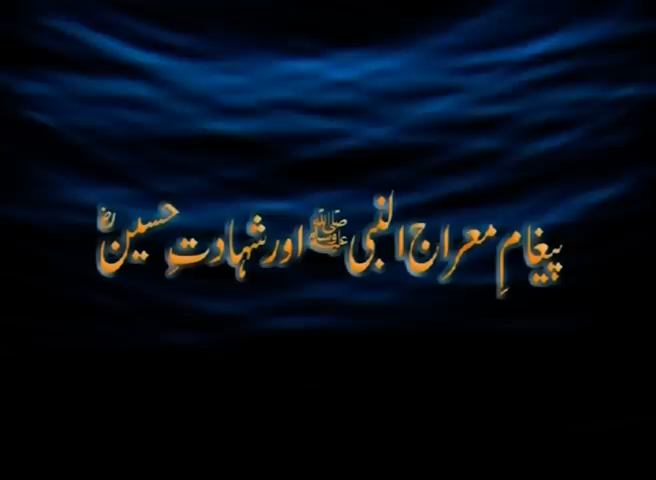 پیغامِ معراج النبی ﷺ اور شہادتِ حسینؓ